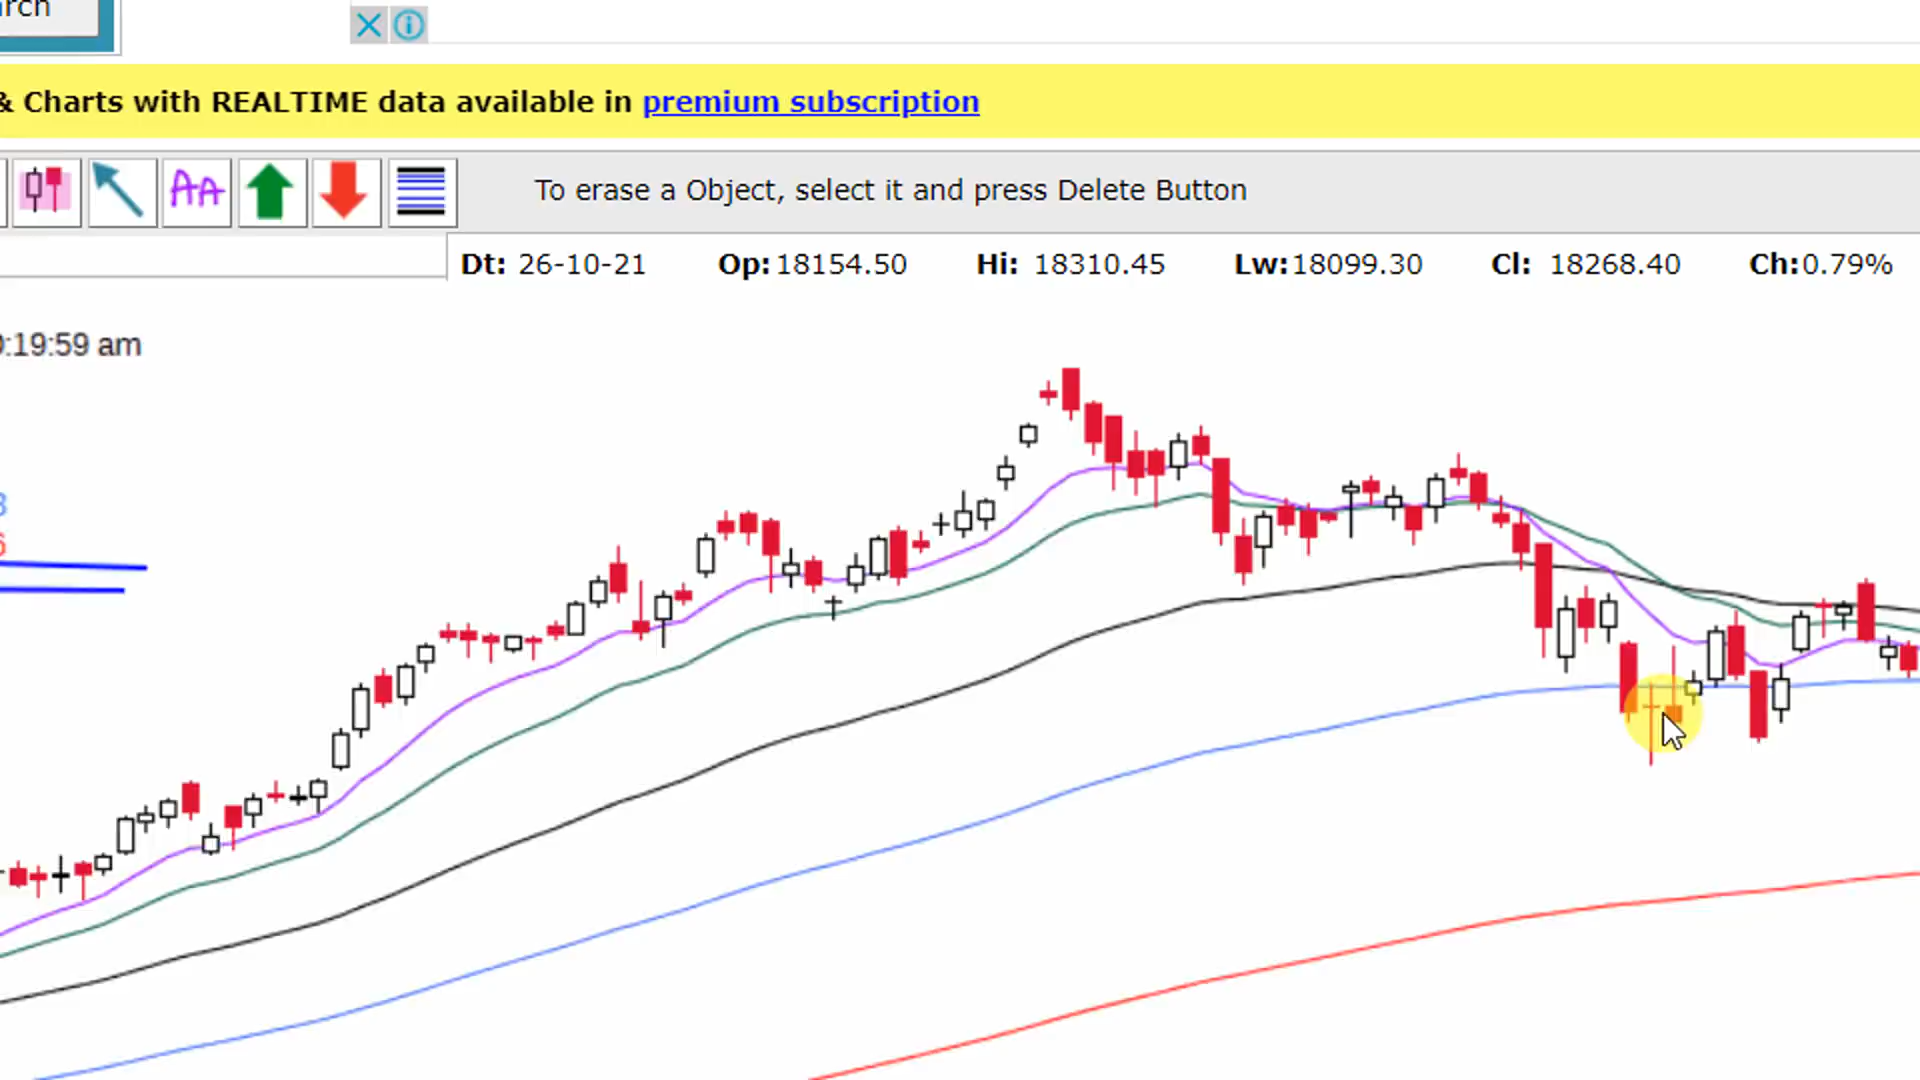 & Charts with REALTIME data available in premium subscription
AA
To erase a Object, select it and press Delete Button
Dt: 26-10-21 Op: 18154.50 Hi: 18310.45 Lw: 18099.30 Cl: 18268.40 Ch: 0.79%
:19:59 am